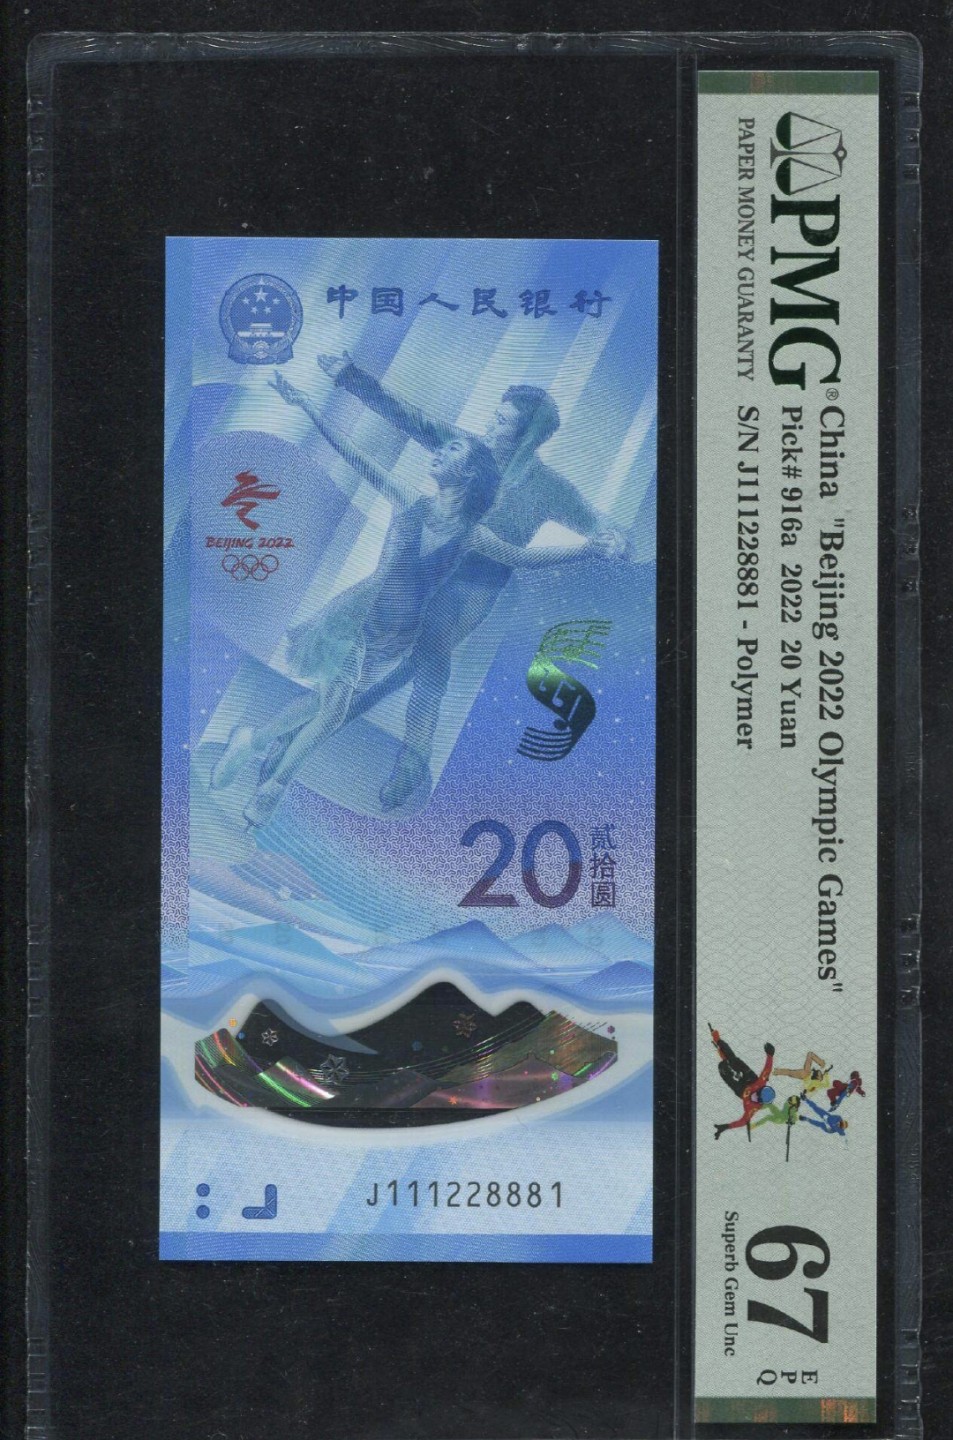 中国人民银行
BEIJING 2022
20
贰拾圆
J111228881
PMG®
PAPER MONEY GUARANTY
China "Beijing 2022 Olympic Games"
Pick# 916a 2022 20 Yuan
S/N J111228881 - Polymer
67
EPQ
Superb Gem Unc